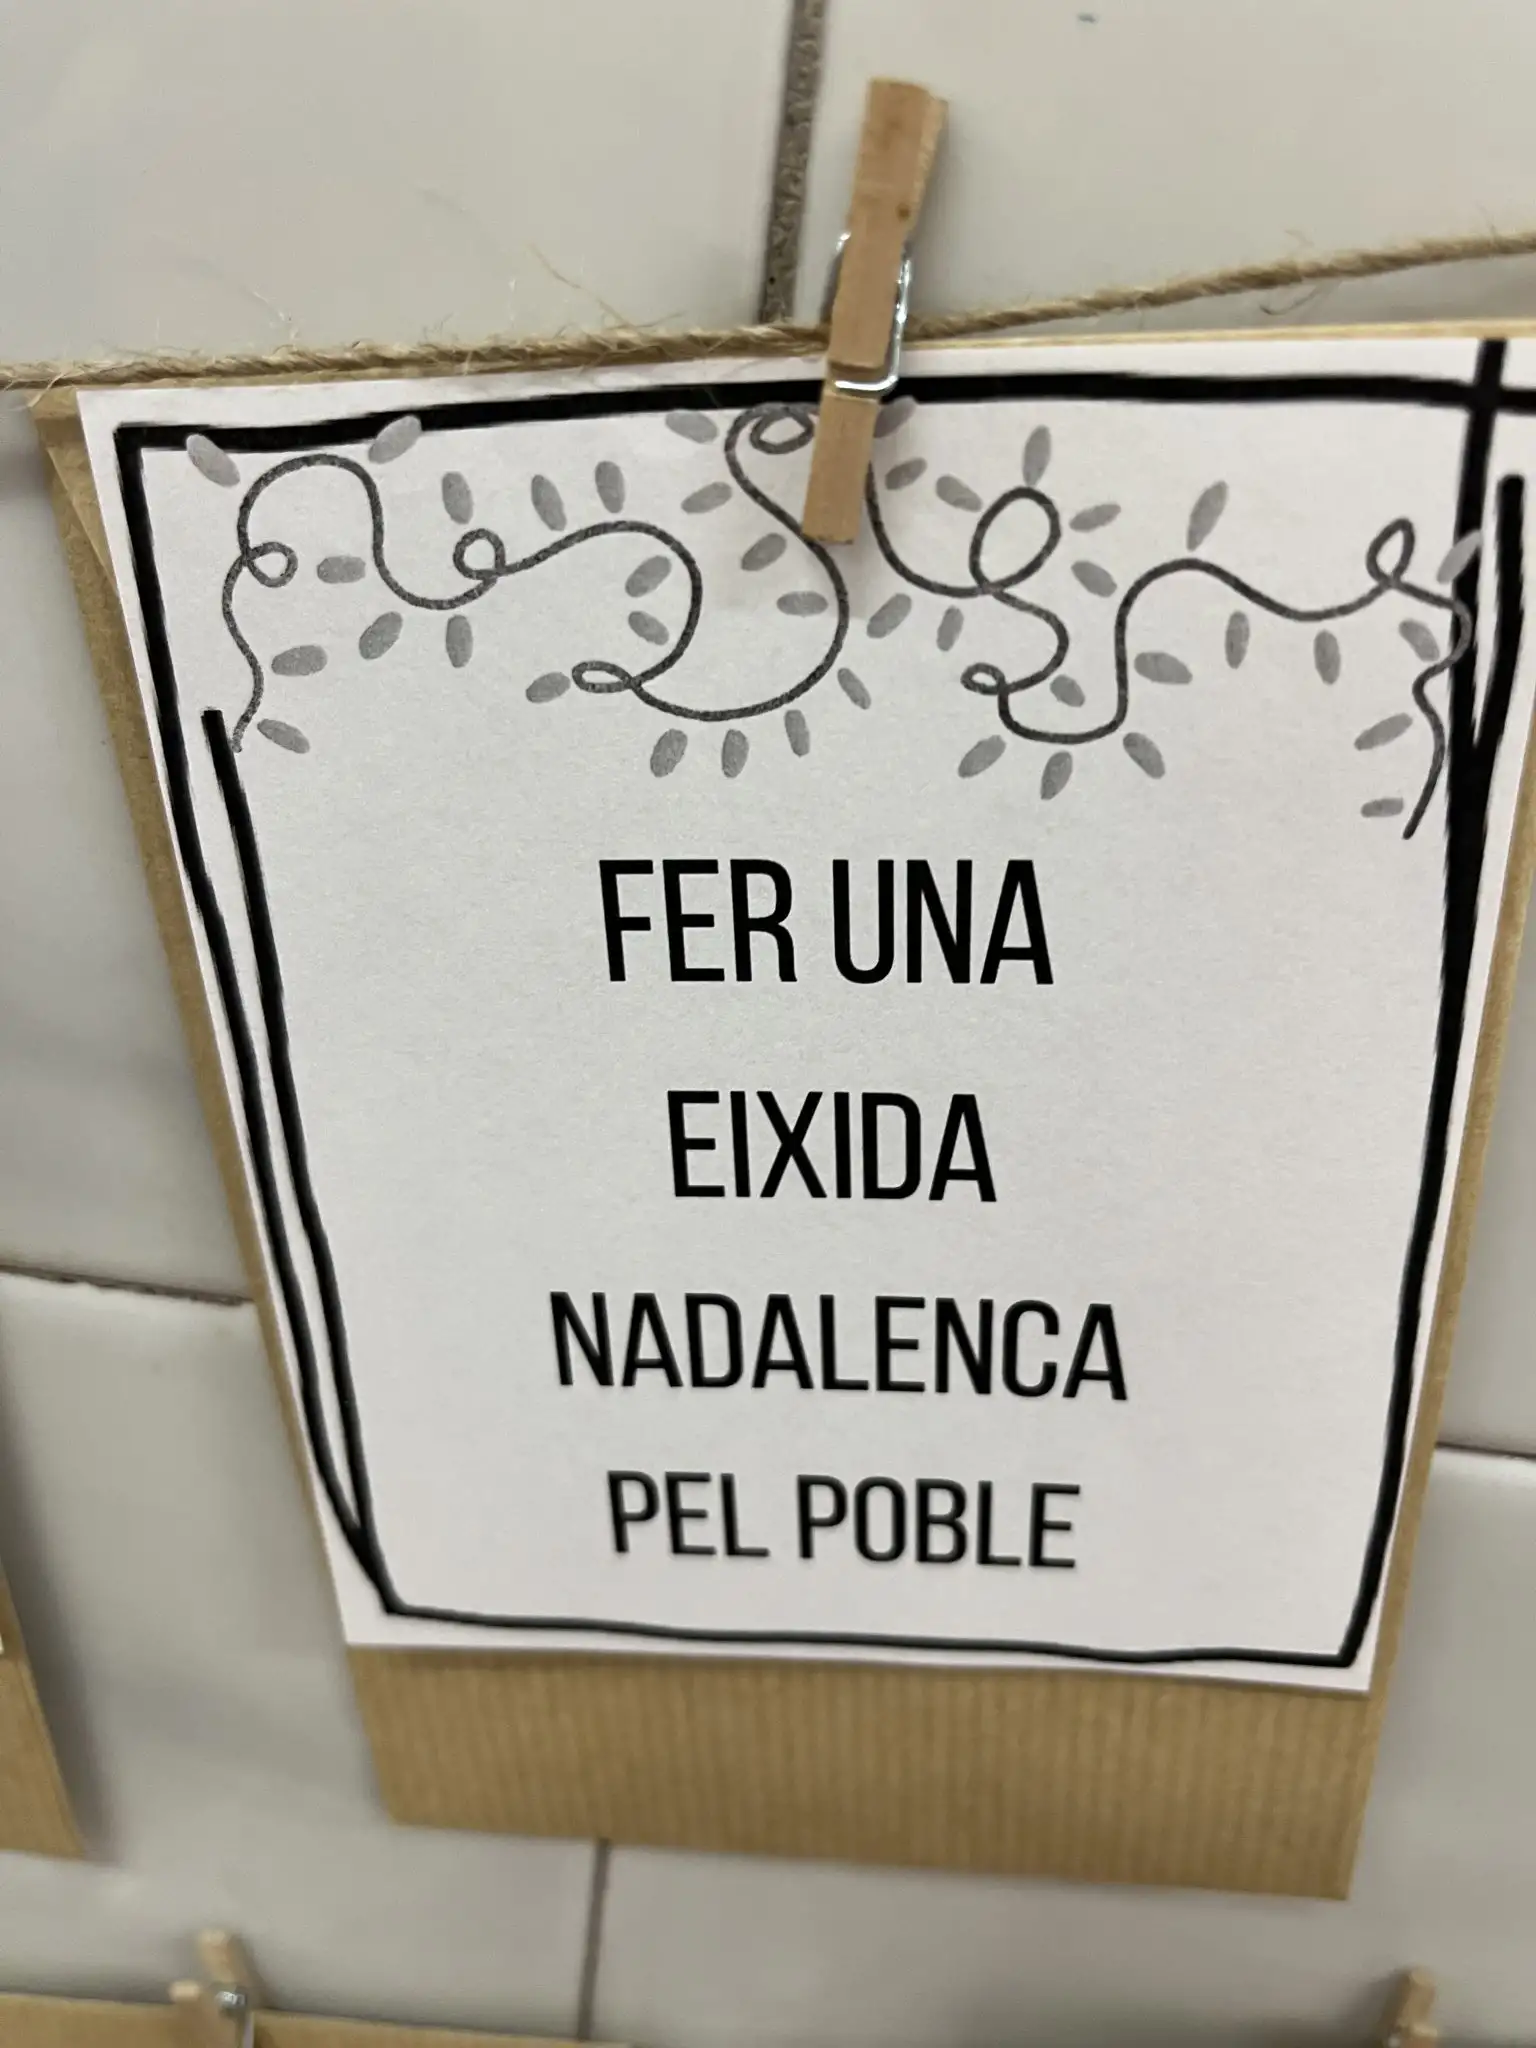 FER UNA
EIXIDA
NADALENCA
PEL POBLE